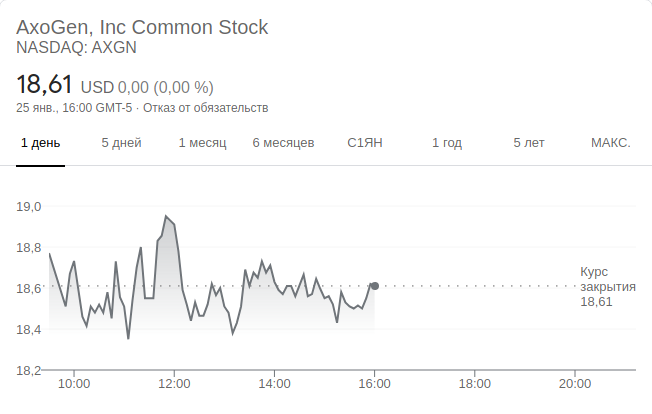 AxoGen, Inc Common Stock
NASDAQ: AXGN
18,61 USD 0,00 (0,00 %)
25 янв., 16:00 GMT-5 · Отказ от обязательств
1 день 5 дней 1 месяц 6 месяцев С1ЯН 1 год 5 лет МАКС.
19,0
18,8
Курс
закрытия
18,61
18,6
18,4
18,2
10:00 12:00 14:00 16:00 18:00 20:00